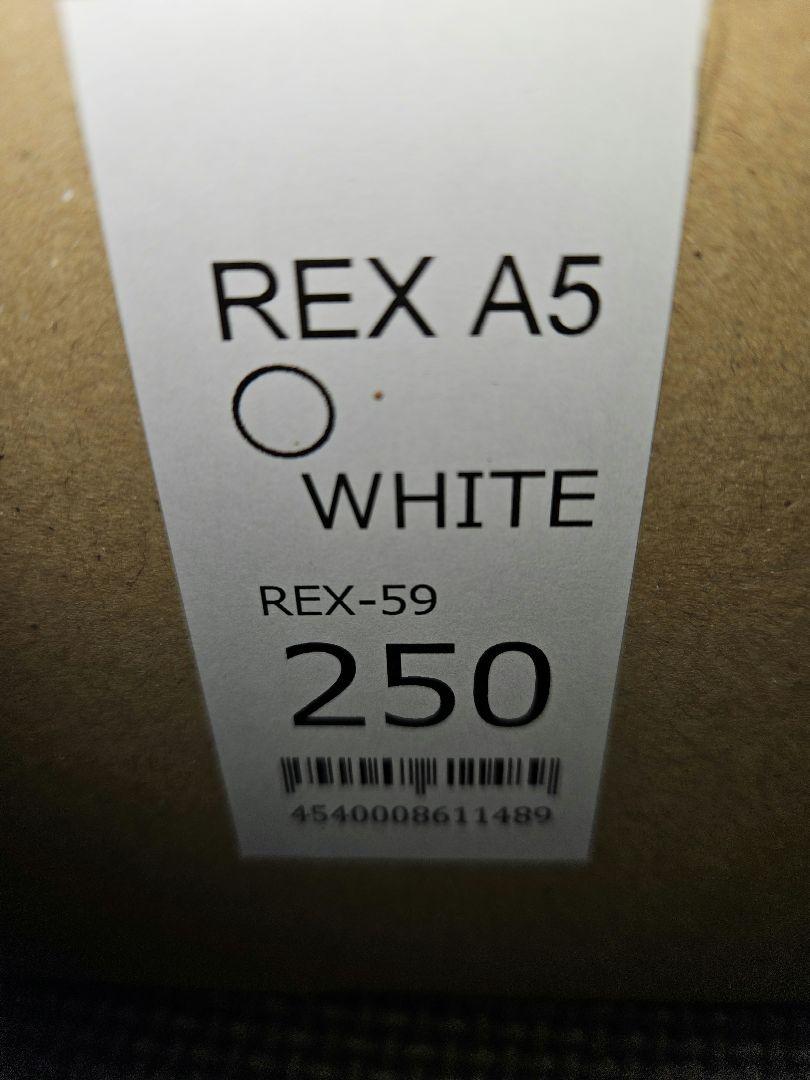 REX A5
WHITE
REX-59
250
4540008611489